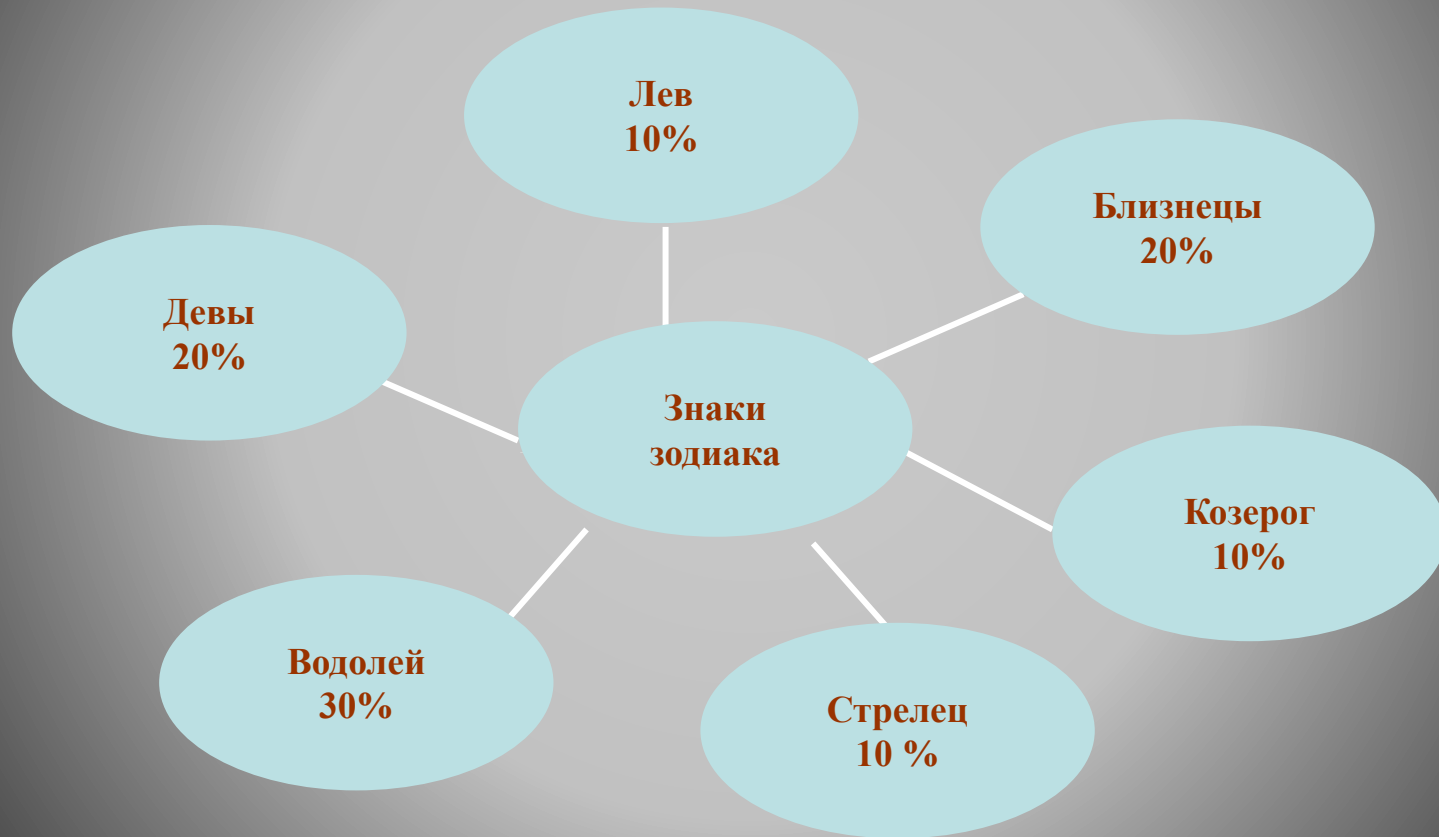 Лев
10%
Близнецы
20%
Девы
20%
Знаки
зодиака
Козерог
10%
Водолей
30%
Стрелец
10 %